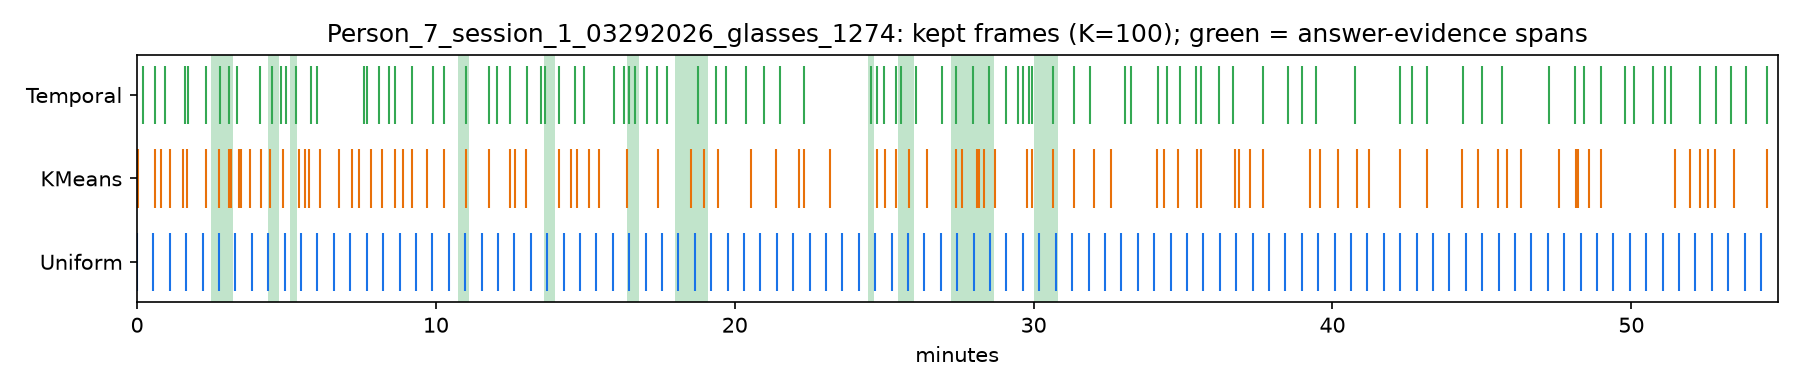 Person_7_session_1_03292026_glasses_1274: kept frames (K=100); green = answer-evidence spans
Temporal
KMeans
Uniform
0 10 20 30 40 50
minutes